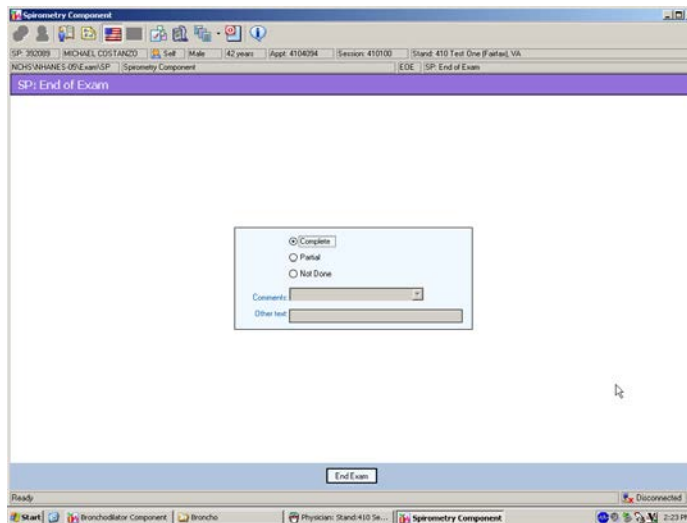 Spirometry Component
SP: 392089 MICHAEL COSTANZO Self Male 42 years Appt: 4104094 Session: 410100 Stand: 410 Test One (Fairfax), VA
NCHS\NHANES-05\Exam\SP Spirometry Component EOE SP: End of Exam
SP: End of Exam
Complete
Partial
Not Done
Comments:
Other text:
End Exam
Ready Disconnected
Start Bronchodilator Component Broncho Physician: Stand:410 Se... Spirometry Component 2:23 PM